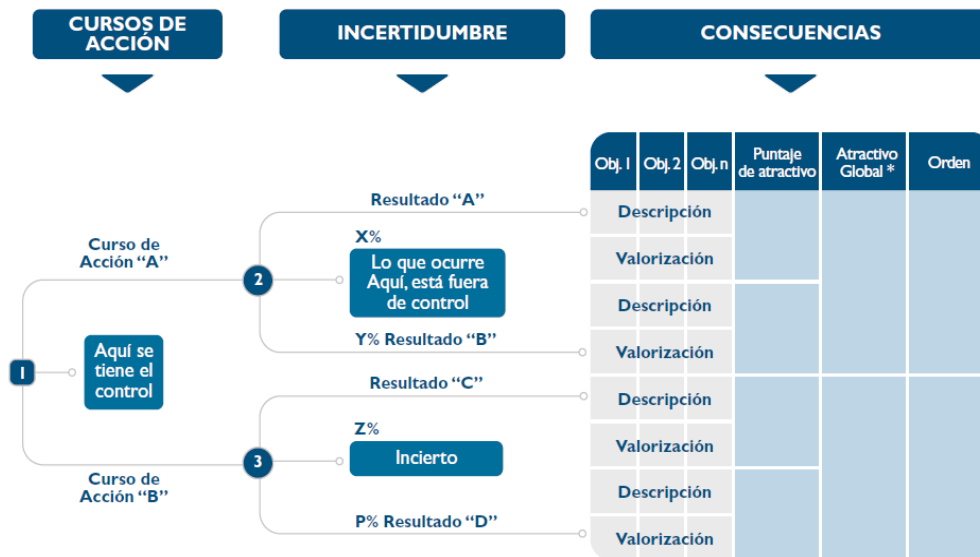 CURSOS DE
ACCIÓN
INCERTIDUMBRE
CONSECUENCIAS
Obj. 1
Obj. 2
Obj. n
Puntaje
de atractivo
Atractivo
Global *
Orden
Resultado “A”
Descripción
X%
Curso de
Acción “A”
Valorización
2
Lo que ocurre
Aquí, está fuera
de control
Descripción
Y% Resultado “B”
Valorización
1
Aquí se
tiene el
control
Resultado “C”
Descripción
Z%
Valorización
3
Incierto
Curso de
Acción “B”
Descripción
P% Resultado “D”
Valorización